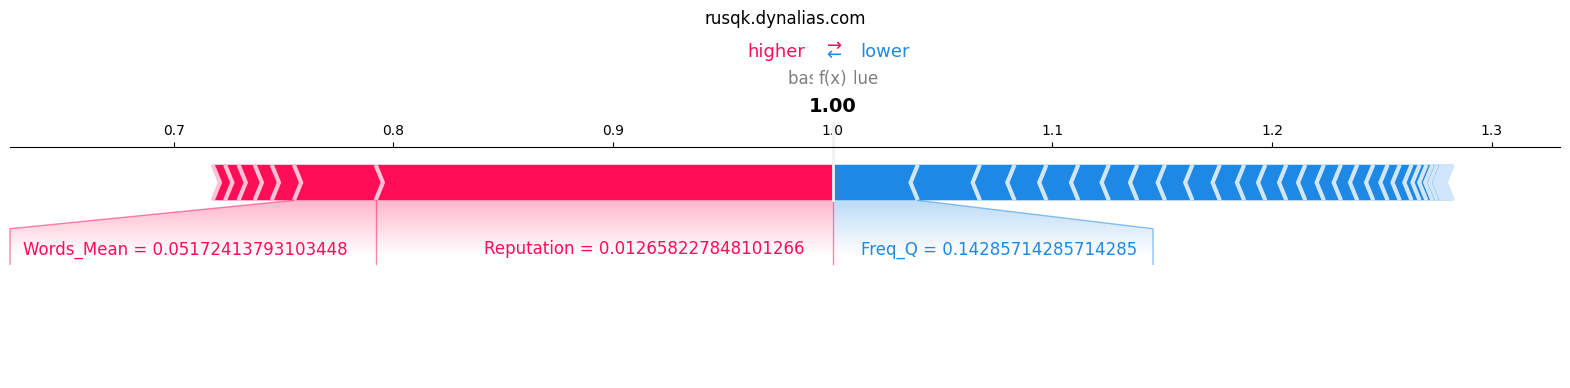 rusqk.dynalias.com
higher ⇄ lower
f(x)
1.00
0.7 0.8 0.9 1.0 1.1 1.2 1.3
Words_Mean = 0.05172413793103448 Reputation = 0.012658227848101266 Freq_Q = 0.14285714285714285